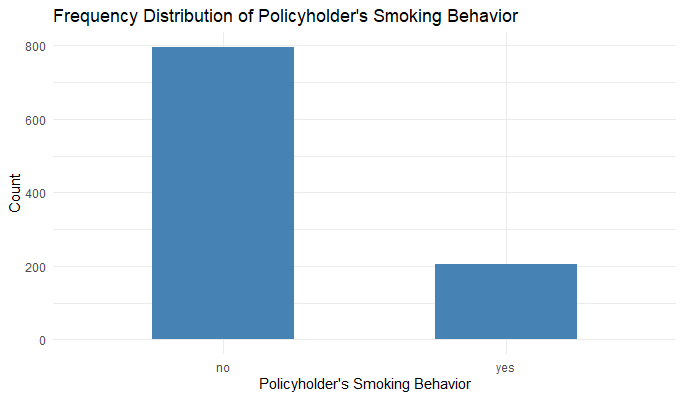 Frequency Distribution of Policyholder's Smoking Behavior
Count
800
600
400
200
0
no yes
Policyholder's Smoking Behavior